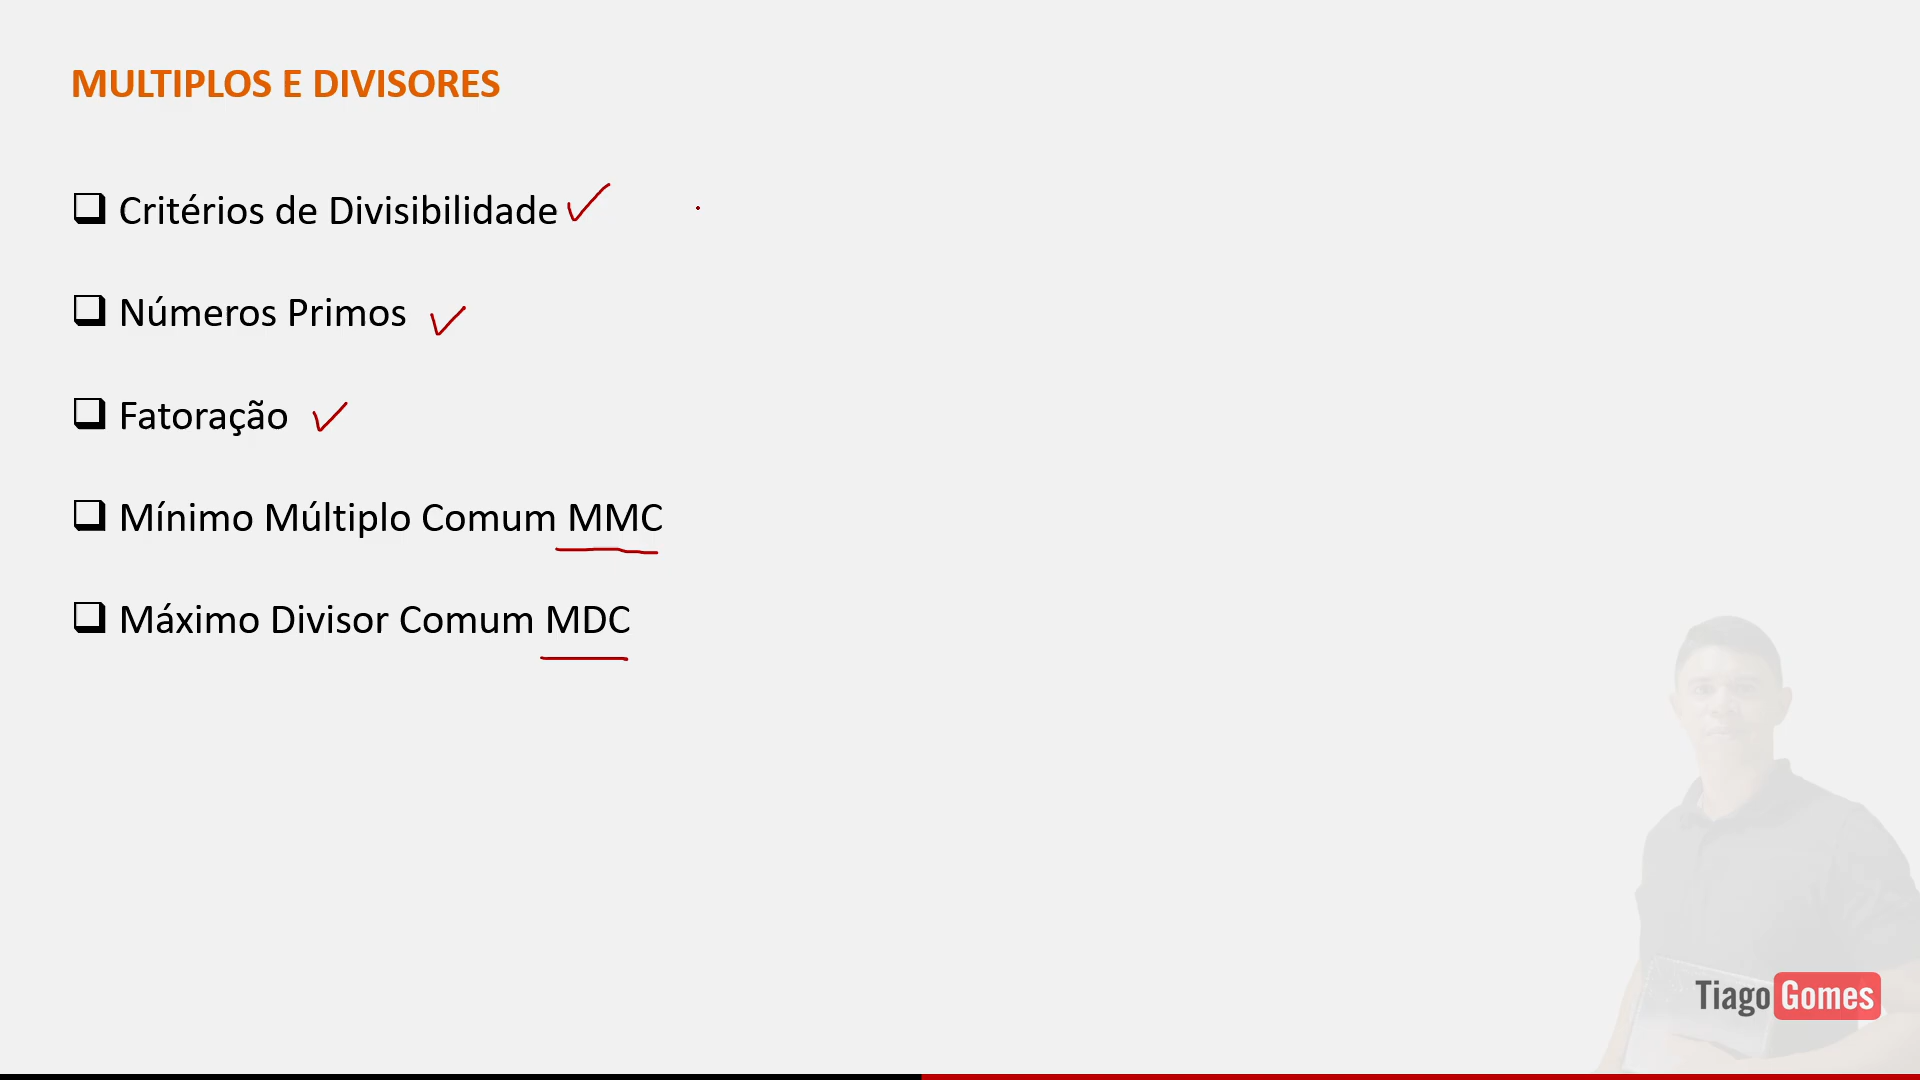 MULTIPLOS E DIVISORES
Critérios de Divisibilidade
Números Primos
Fatoração
Mínimo Múltiplo Comum MMC
Máximo Divisor Comum MDC
Tiago Gomes